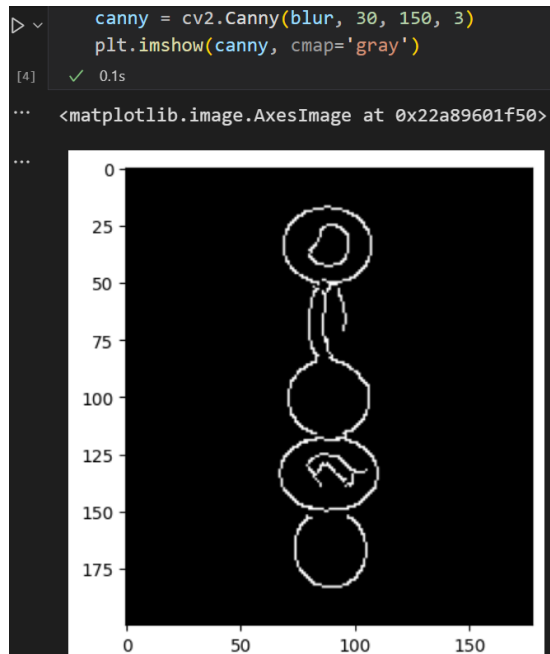 canny = cv2.Canny(blur, 30, 150, 3)
plt.imshow(canny, cmap='gray')
[4] ✓ 0.1s
... <matplotlib.image.AxesImage at 0x22a89601f50>
...
0
25
50
75
100
125
150
175
0 50 100 150